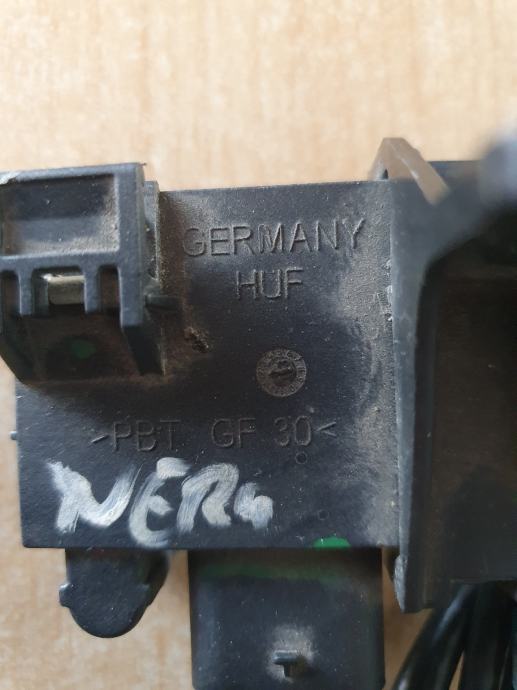 GERMANY
HUF
>PBT GF 30<
NER4